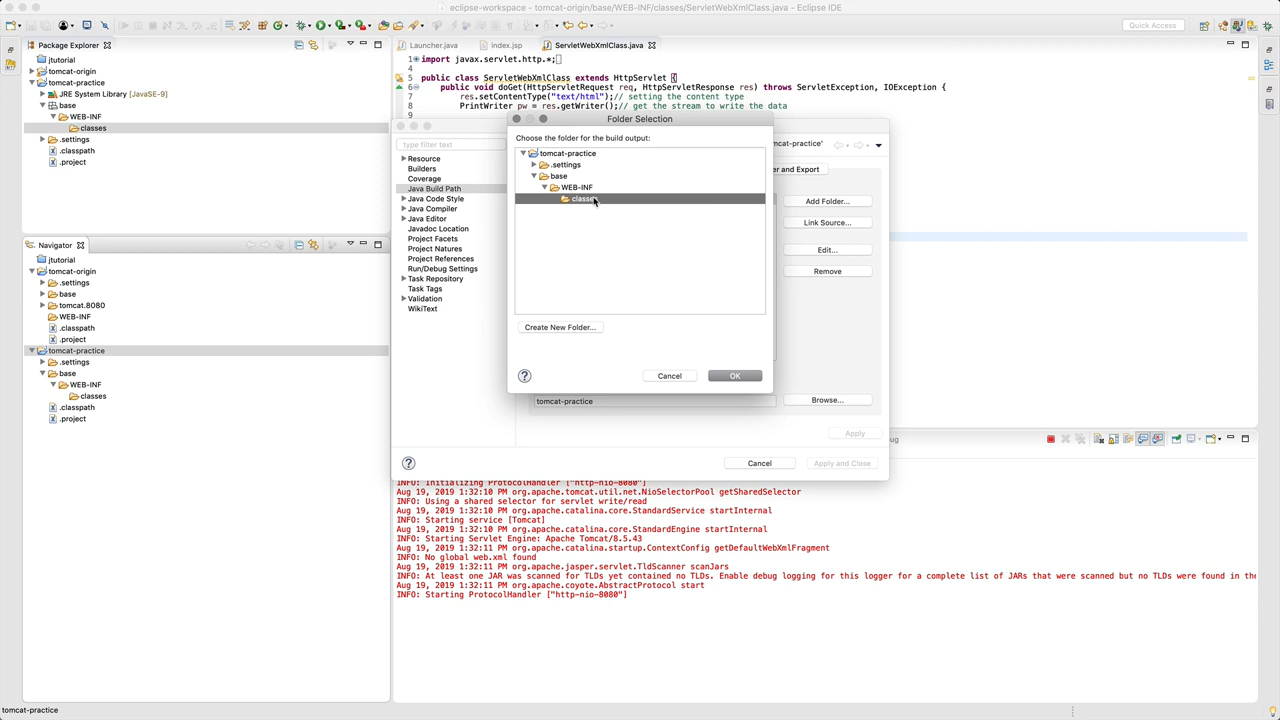 eclipse-workspace - tomcat-origin/base/WEB-INF/classes/ServletWebXmlClass.java - Eclipse IDE
Quick Access
Package Explorer
jtutorial
tomcat-origin
tomcat-practice
JRE System Library [JavaSE-9]
base
WEB-INF
classes
.settings
.classpath
.project
Navigator
jtutorial
tomcat-origin
.settings
base
tomcat.8080
WEB-INF
.classpath
.project
tomcat-practice
.settings
base
WEB-INF
classes
.classpath
.project
Launcher.java
index.jsp
ServletWebXmlClass.java
1 import javax.servlet.http.*;
4
5 public class ServletWebXmlClass extends HttpServlet {
6 public void doGet(HttpServletRequest req, HttpServletResponse res) throws ServletException, IOException {
7 res.setContentType("text/html");// setting the content type
8 PrintWriter pw = res.getWriter();// get the stream to write the data
type filter text
Resource
Builders
Coverage
Java Build Path
Java Code Style
Java Compiler
Java Editor
Javadoc Location
Project Facets
Project Natures
Project References
Run/Debug Settings
Task Repository
Task Tags
Validation
WikiText
omcat-practice'
er and Export
Add Folder...
Link Source...
Edit...
Remove
tomcat-practice
Browse...
Apply
Cancel
Apply and Close
Folder Selection
Choose the folder for the build output:
tomcat-practice
.settings
base
WEB-INF
classes
Create New Folder...
Cancel
OK
ug
INFO: Initializing ProtocolHandler ["http-nio-8080"]
Aug 19, 2019 1:32:10 PM org.apache.tomcat.util.net.NioSelectorPool getSharedSelector
INFO: Using a shared selector for servlet write/read
Aug 19, 2019 1:32:10 PM org.apache.catalina.core.StandardService startInternal
INFO: Starting service [Tomcat]
Aug 19, 2019 1:32:10 PM org.apache.catalina.core.StandardEngine startInternal
INFO: Starting Servlet Engine: Apache Tomcat/8.5.43
Aug 19, 2019 1:32:11 PM org.apache.catalina.startup.ContextConfig getDefaultWebXmlFragment
INFO: No global web.xml found
Aug 19, 2019 1:32:11 PM org.apache.jasper.servlet.TldScanner scanJars
INFO: At least one JAR was scanned for TLDs yet contained no TLDs. Enable debug logging for this logger for a complete list of JARs that were scanned but no TLDs were found in the
Aug 19, 2019 1:32:11 PM org.apache.coyote.AbstractProtocol start
INFO: Starting ProtocolHandler ["http-nio-8080"]
tomcat-practice